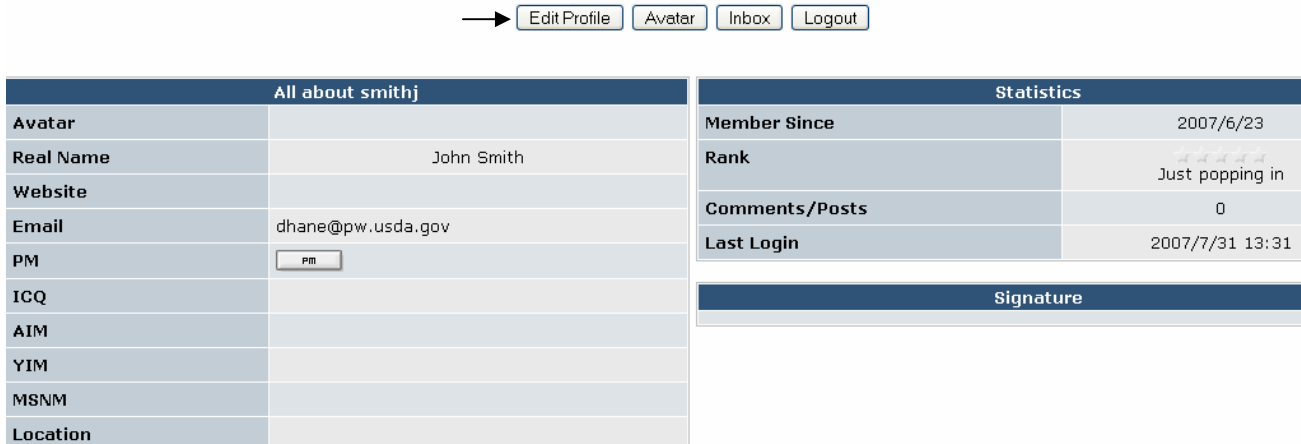 Edit Profile Avatar Inbox Logout
All about smithj
Avatar
Real Name John Smith
Website
Email dhane@pw.usda.gov
PM PM
ICQ
AIM
YIM
MSNM
Location
Statistics
Member Since 2007/6/23
Rank Just popping in
Comments/Posts 0
Last Login 2007/7/31 13:31
Signature